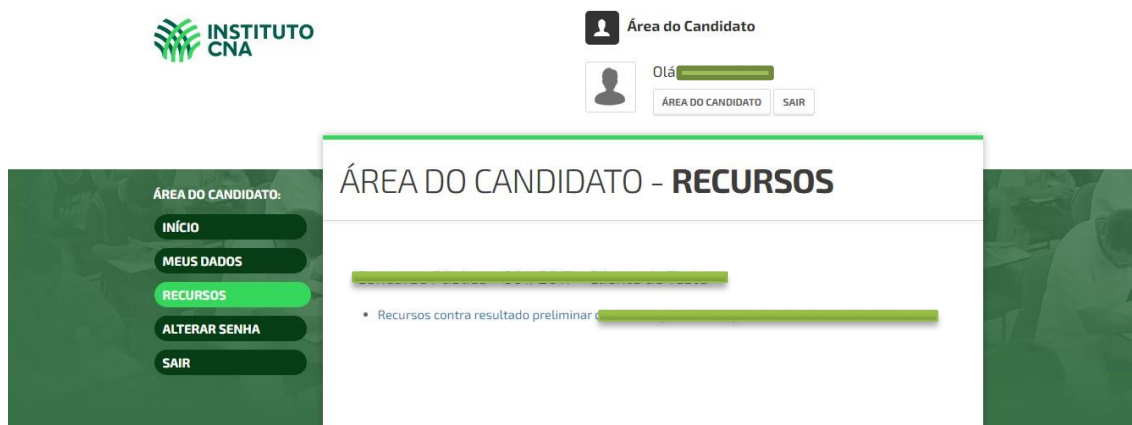 INSTITUTO
CNA
Área do Candidato
Olá
ÁREA DO CANDIDATO SAIR
ÁREA DO CANDIDATO - RECURSOS
ÁREA DO CANDIDATO:
INÍCIO
MEUS DADOS
RECURSOS
ALTERAR SENHA
SAIR
• Recursos contra resultado preliminar